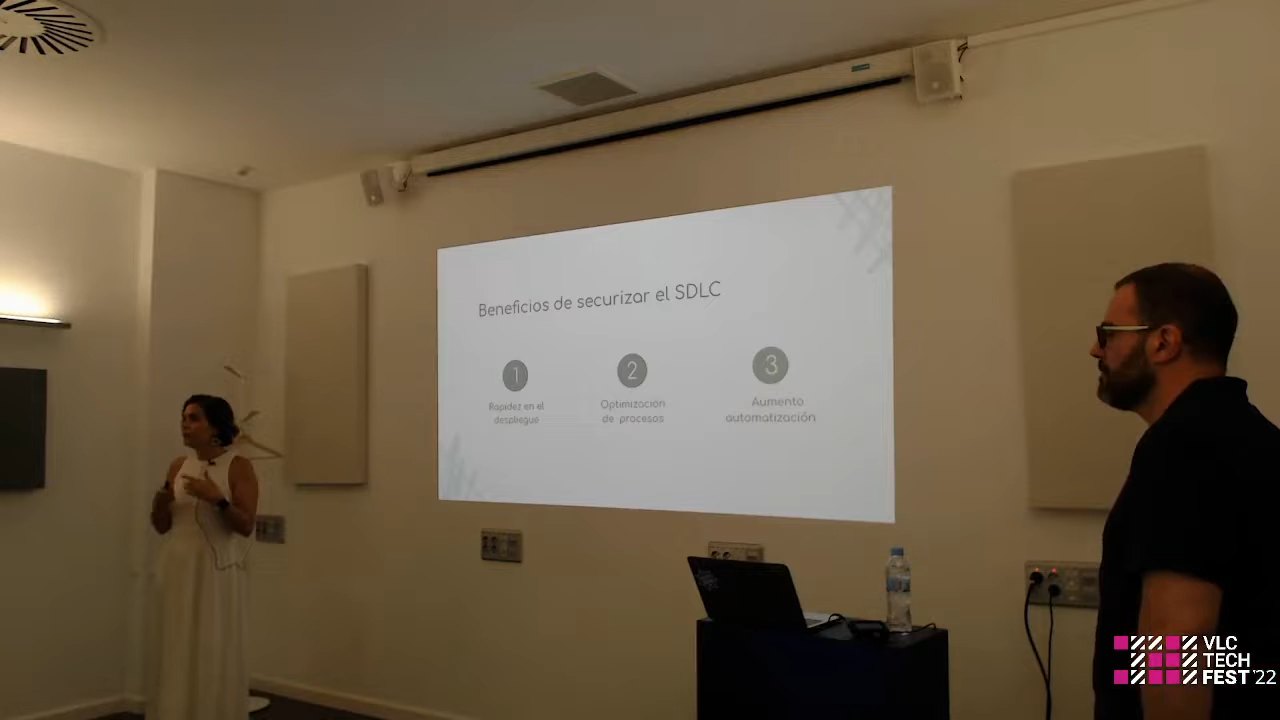 Beneficios de securizar el SDLC
1
Rapidez en el
despliegue
2
Optimización
de procesos
3
Aumento
automatización
VLC
TECH
FEST '22